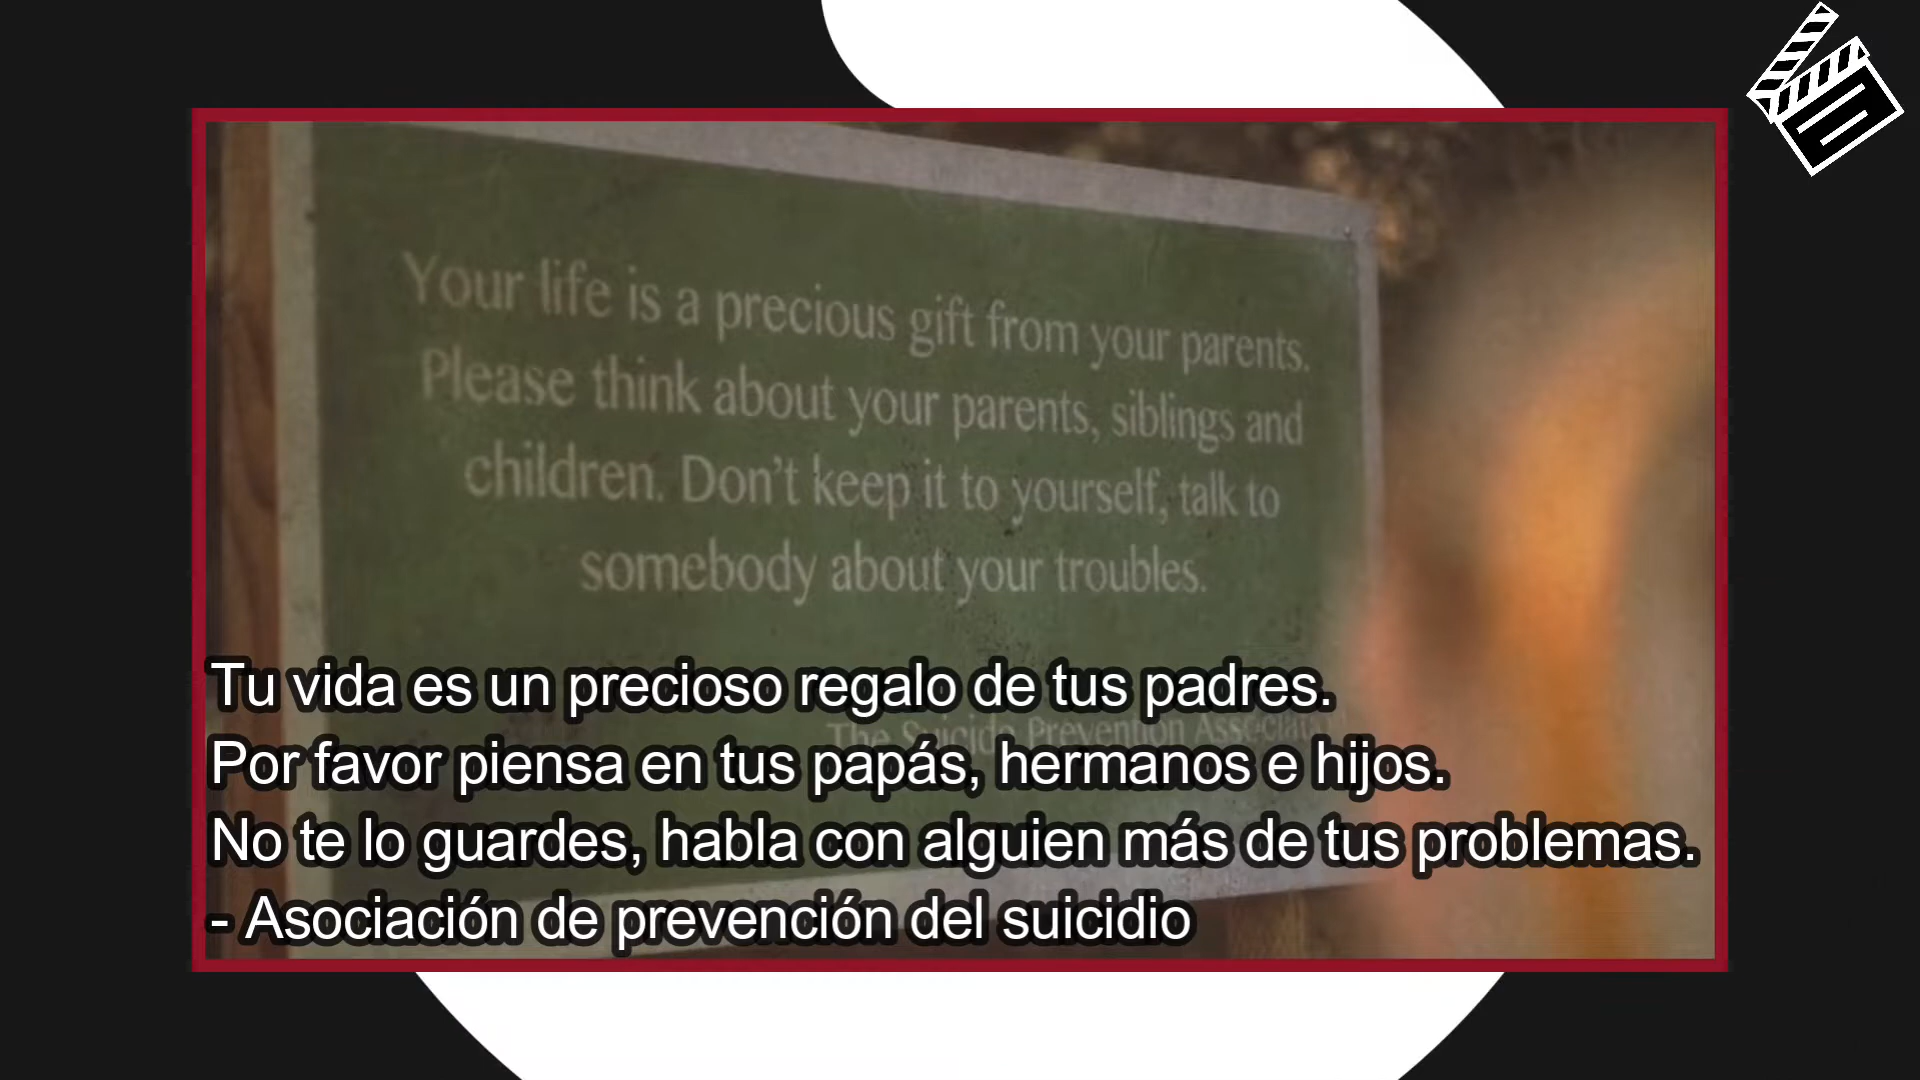 Your life is a precious gift from your parents.
Please think about your parents, siblings and
children. Don't keep it to yourself, talk to
somebody about your troubles.
The Suicide Prevention
Tu vida es un precioso regalo de tus padres.
Por favor piensa en tus papás, hermanos e hijos.
No te lo guardes, habla con alguien más de tus problemas.
- Asociación de prevención del suicidio